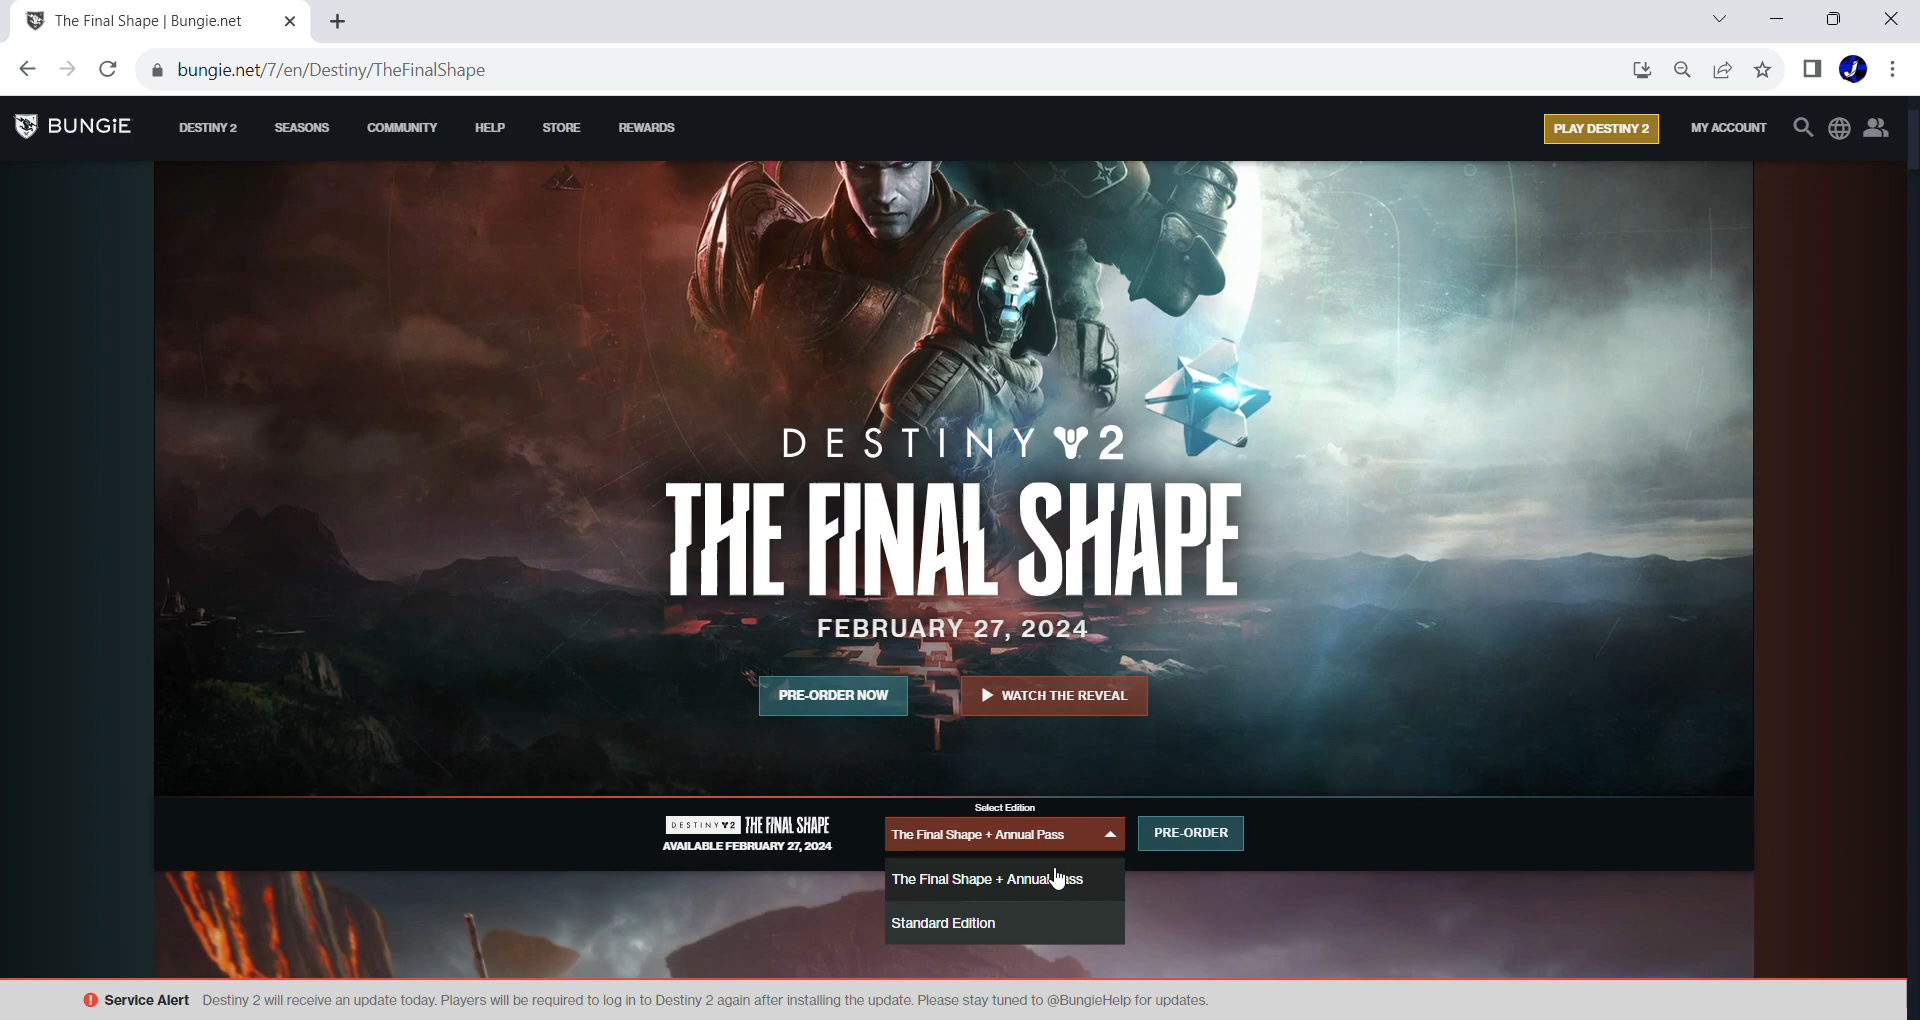 The Final Shape | Bungie.net
bungie.net/7/en/Destiny/TheFinalShape
BUNGiE
DESTINY 2
SEASONS
COMMUNITY
HELP
STORE
REWARDS
PLAY DESTINY 2
MY ACCOUNT
DESTINY 2
THE FINAL SHAPE
FEBRUARY 27, 2024
PRE-ORDER NOW
WATCH THE REVEAL
Select Edition
DESTINY 2 THE FINAL SHAPE
AVAILABLE FEBRUARY 27, 2024
The Final Shape + Annual Pass
PRE-ORDER
The Final Shape + Annual Pass
Standard Edition
Service Alert Destiny 2 will receive an update today. Players will be required to log in to Destiny 2 again after installing the update. Please stay tuned to @BungieHelp for updates.